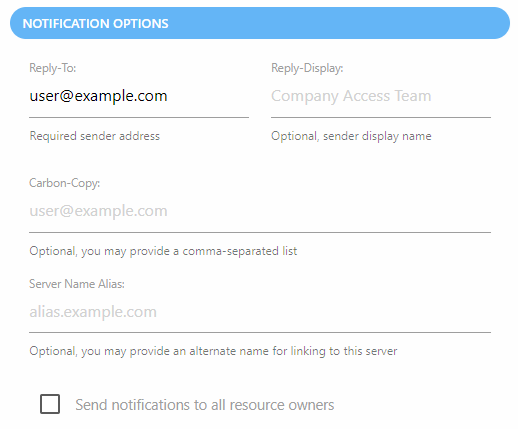 NOTIFICATION OPTIONS
Reply-To: Reply-Display:
user@example.com Company Access Team
Required sender address Optional, sender display name
Carbon-Copy:
user@example.com
Optional, you may provide a comma-separated list
Server Name Alias:
alias.example.com
Optional, you may provide an alternate name for linking to this server
Send notifications to all resource owners